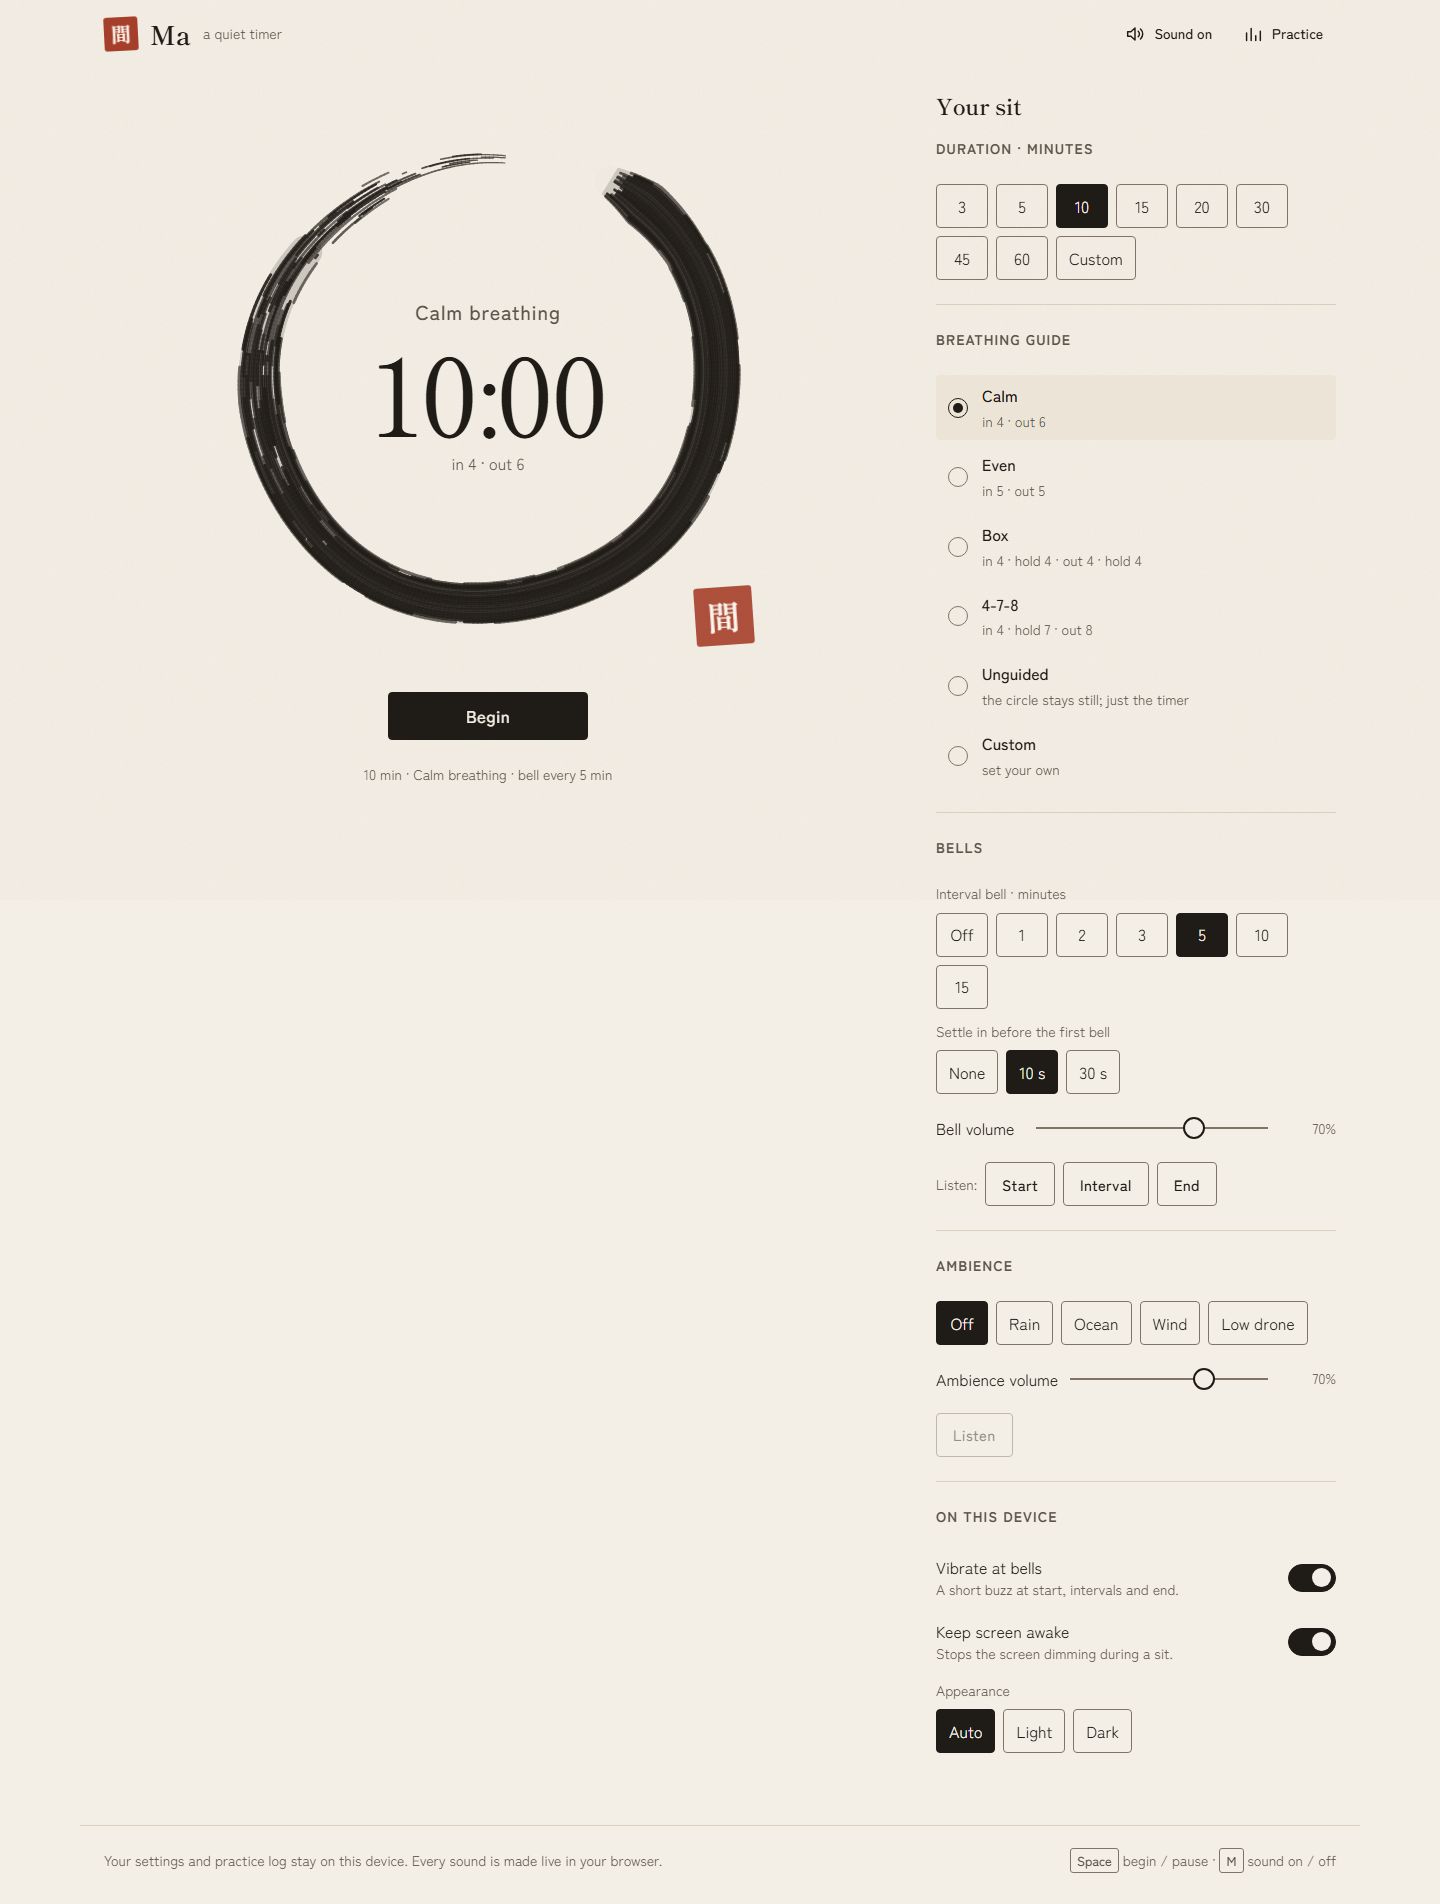 間 Ma a quiet timer
Sound on Practice
Calm breathing
10:00
in 4 · out 6
間
Begin
10 min · Calm breathing · bell every 5 min
Your sit
DURATION · MINUTES
3 5 10 15 20 30
45 60 Custom
BREATHING GUIDE
Calm
in 4 · out 6
Even
in 5 · out 5
Box
in 4 · hold 4 · out 4 · hold 4
4-7-8
in 4 · hold 7 · out 8
Unguided
the circle stays still; just the timer
Custom
set your own
BELLS
Interval bell · minutes
Off 1 2 3 5 10
15
Settle in before the first bell
None 10 s 30 s
Bell volume 70%
Listen: Start Interval End
AMBIENCE
Off Rain Ocean Wind Low drone
Ambience volume 70%
Listen
ON THIS DEVICE
Vibrate at bells
A short buzz at start, intervals and end.
Keep screen awake
Stops the screen dimming during a sit.
Appearance
Auto Light Dark
Your settings and practice log stay on this device. Every sound is made live in your browser.
Space begin / pause · M sound on / off